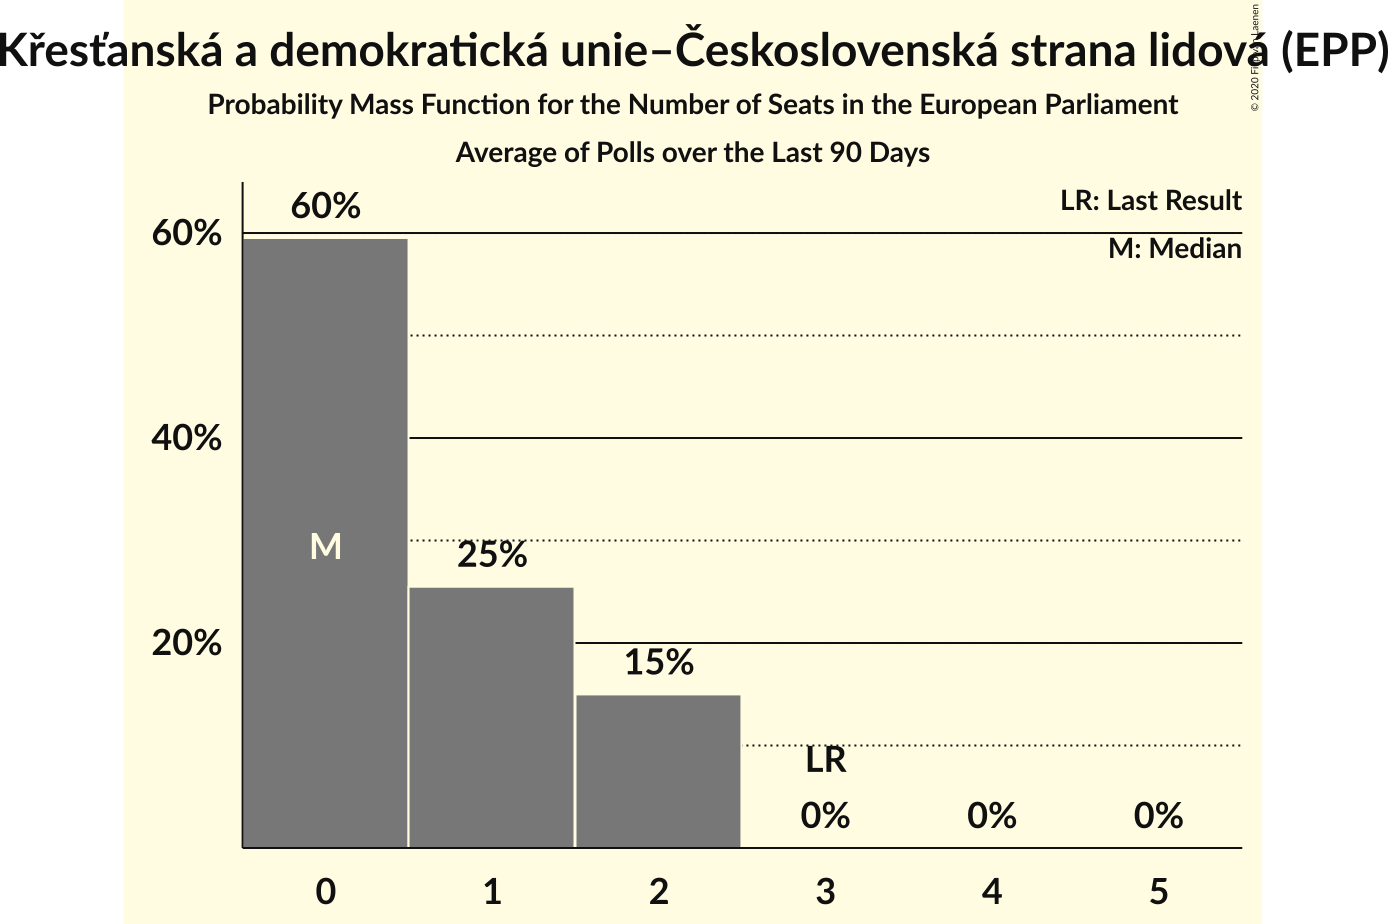 Křesťanská a demokratická unie–Československá strana lidová (EPP)
Probability Mass Function for the Number of Seats in the European Parliament
Average of Polls over the Last 90 Days
© 2020 Laenen
LR: Last Result
M: Median
60%
60%
40%
M
25%
20%
15%
LR
0%
0%
0%
0
1
2
3
4
5